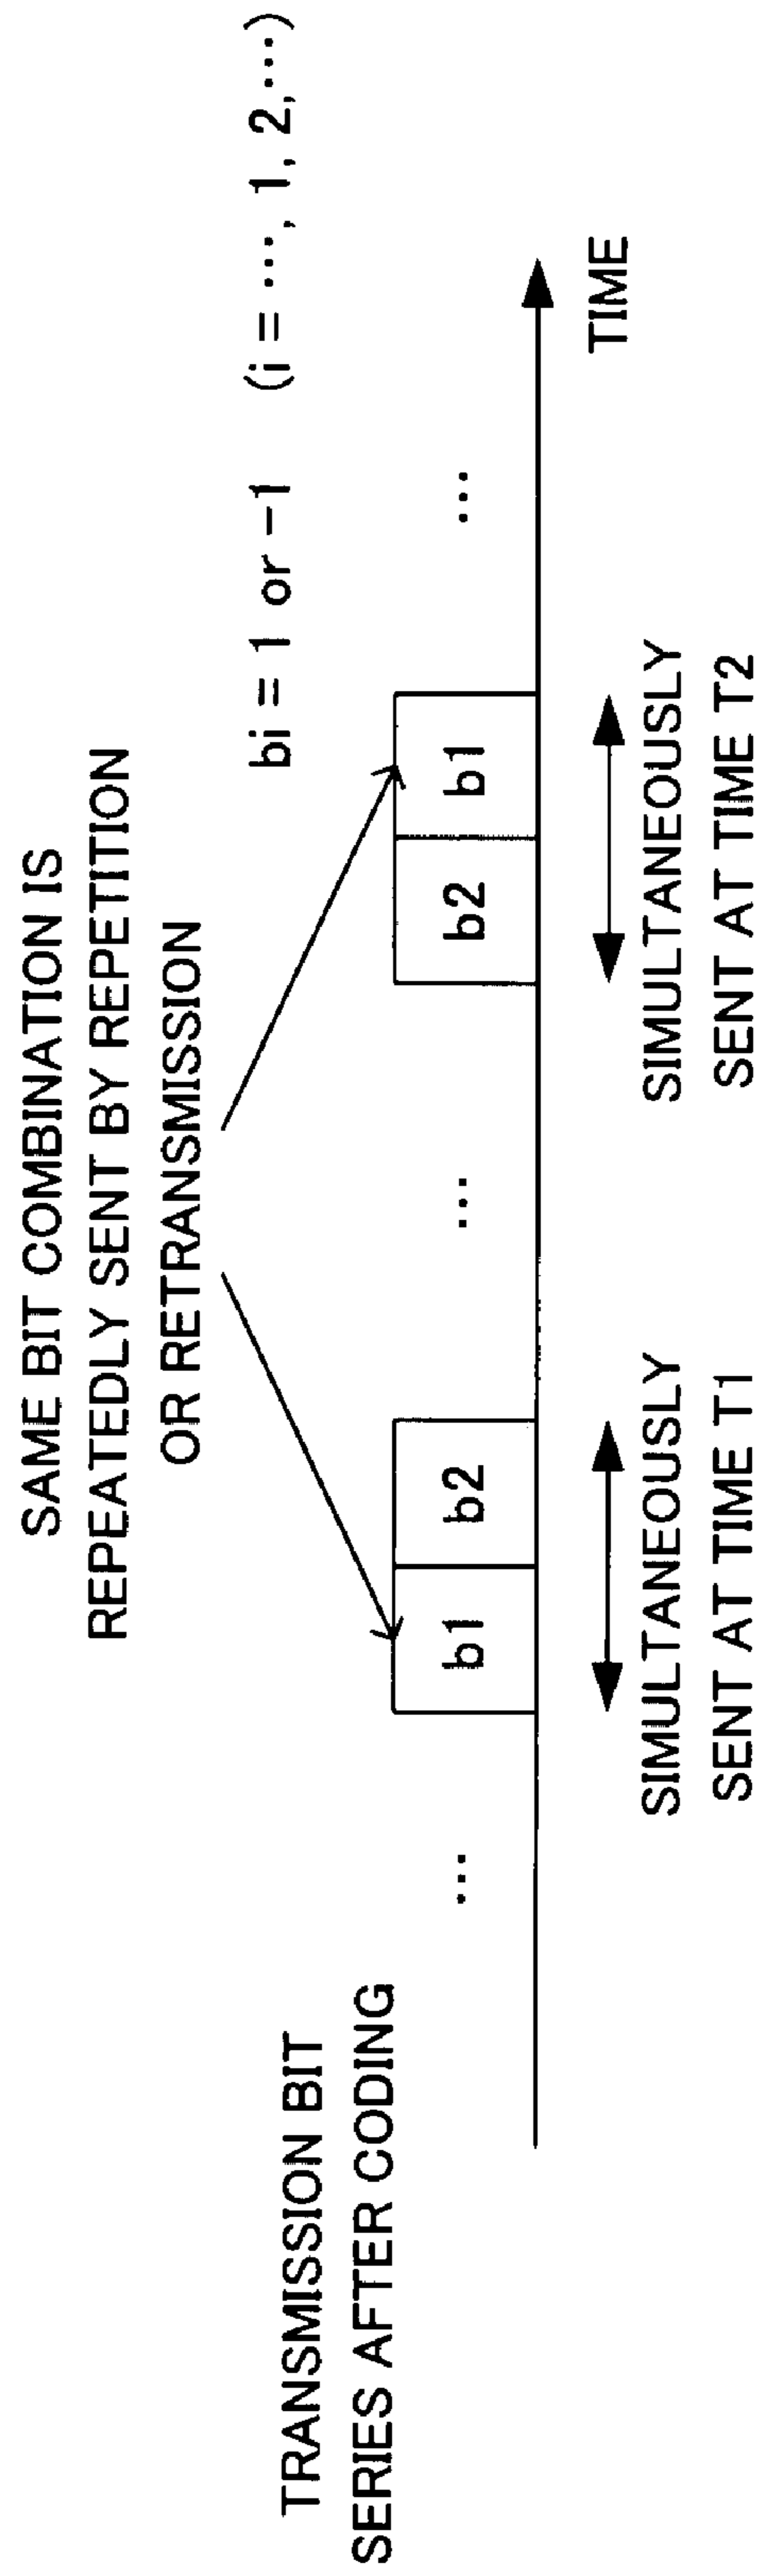 SAME BIT COMBINATION IS
REPEATEDLY SENT BY REPETITION
OR RETRANSMISSION
bi = 1 or −1 (i = ⋯, 1, 2, ⋯)
TRANSMISSION BIT
SERIES AFTER CODING
⋯
b1
b2
⋯
b2
b1
⋯
TIME
SIMULTANEOUSLY
SENT AT TIME T1
SIMULTANEOUSLY
SENT AT TIME T2